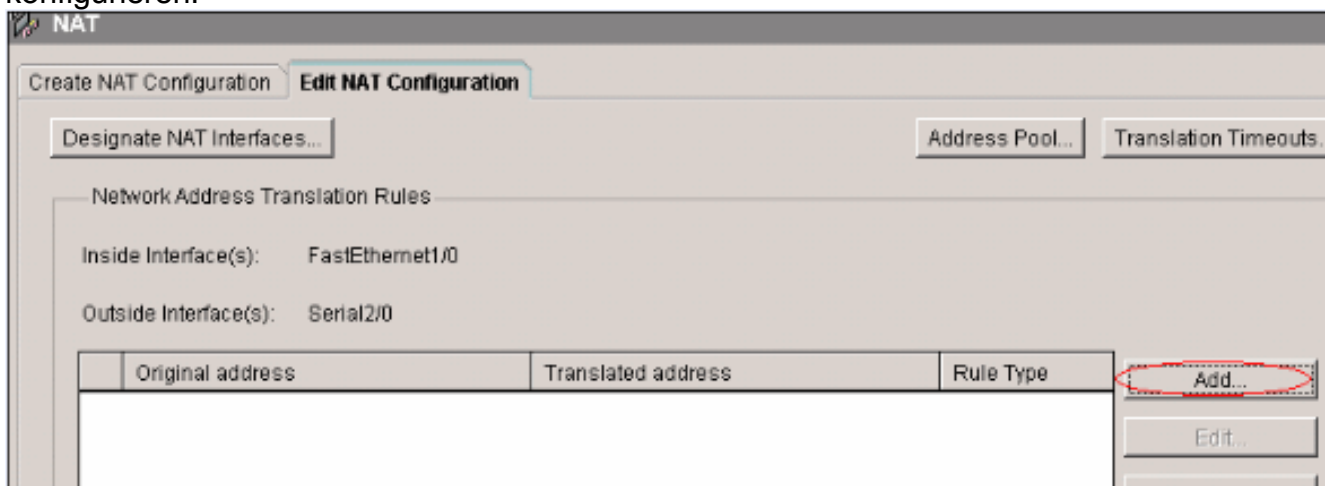 konfigurieren.
NAT
Create NAT Configuration Edit NAT Configuration
Designate NAT Interfaces... Address Pool... Translation Timeouts.
Network Address Translation Rules
Inside Interface(s): FastEthernet1/0
Outside Interface(s): Serial2/0
Original address Translated address Rule Type
Add...
Edit...